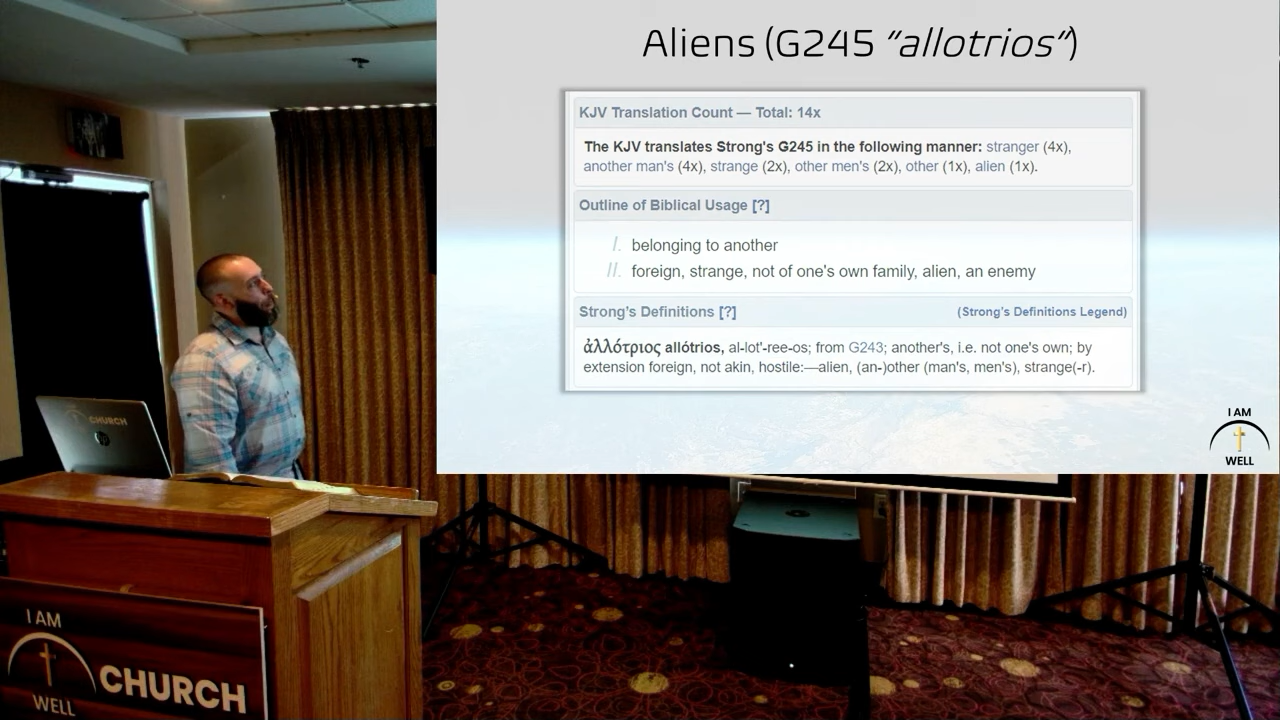 Aliens (G245 “allotrios”)
KJV Translation Count — Total: 14x
The KJV translates Strong's G245 in the following manner: stranger (4x),
another man's (4x), strange (2x), other men's (2x), other (1x), alien (1x).
Outline of Biblical Usage [?]
I. belonging to another
II. foreign, strange, not of one's own family, alien, an enemy
Strong's Definitions [?] (Strong's Definitions Legend)
ἀλλότριος allótrios, al-lot'-ree-os; from G243; another's, i.e. not one's own; by
extension foreign, not akin, hostile:—alien, (an-)other (man's, men's), strange(-r).
I AM
WELL
CHURCH
hp
I AM
CHURCH
WELL